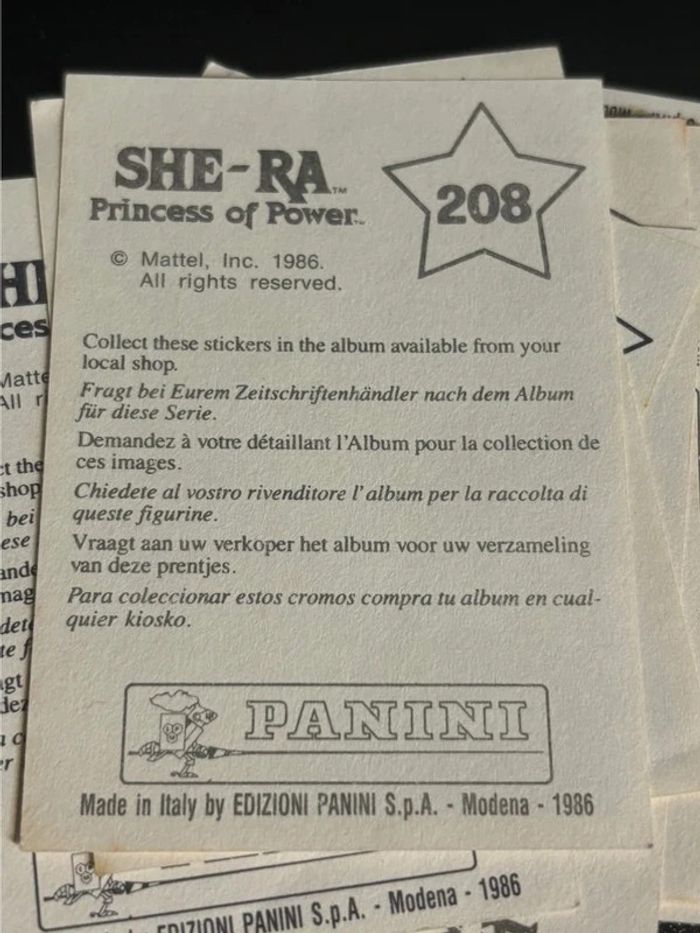 SHE-RA™
Princess of Power™
208
© Mattel, Inc. 1986.
All rights reserved.
Collect these stickers in the album available from your
local shop.
Fragt bei Eurem Zeitschriftenhändler nach dem Album
für diese Serie.
Demandez à votre détaillant l'Album pour la collection de
ces images.
Chiedete al vostro rivenditore l'album per la raccolta di
queste figurine.
Vraagt aan uw verkoper het album voor uw verzameling
van deze prentjes.
Para coleccionar estos cromos compra tu album en cual-
quier kiosko.
PANINI
Made in Italy by EDIZIONI PANINI S.p.A. - Modena - 1986
EDIZIONI PANINI S.p.A. - Modena - 1986